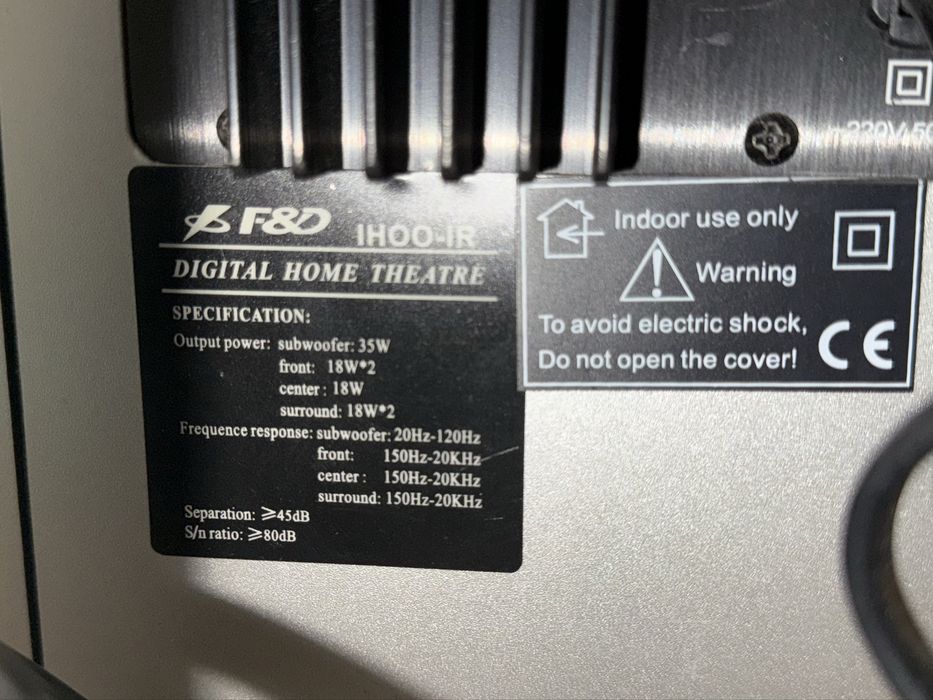 F&D IHOO-IR
DIGITAL HOME THEATRE
SPECIFICATION:
Output power: subwoofer: 35W
front: 18W*2
center: 18W
surround: 18W*2
Frequence response: subwoofer: 20Hz-120Hz
front: 150Hz-20KHz
center: 150Hz-20KHz
surround: 150Hz-20KHz
Separation: ≥45dB
S/n ratio: ≥80dB
Indoor use only
Warning
To avoid electric shock,
Do not open the cover!
CE